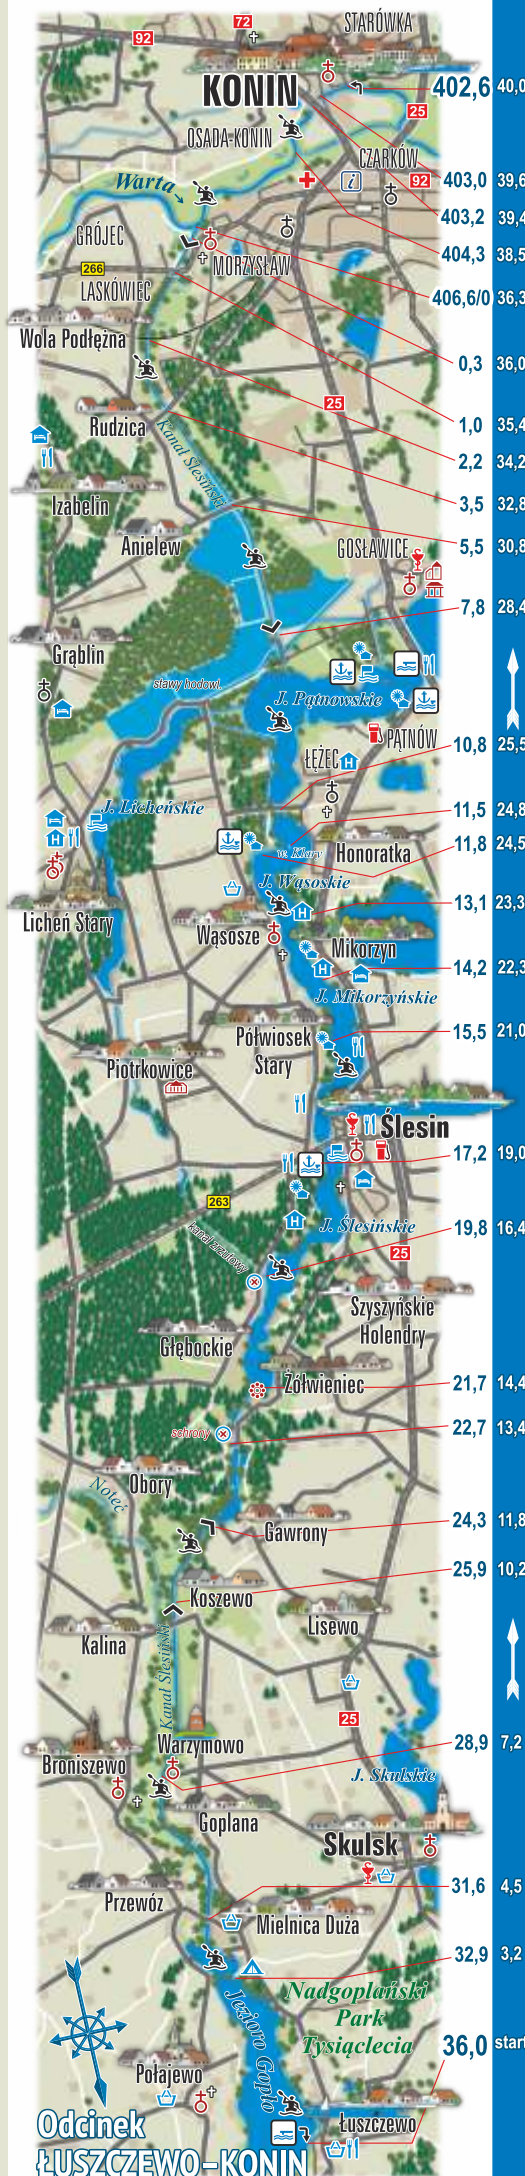 STARÓWKA
72
92
KONIN
402,6 40,0
25
OSADA-KONIN
CZARKÓW
i
92
403,0 39,6
Warta
403,2 39,4
GRÓJEC
MORZYSŁAW
404,3 38,5
266
LASKÓWIEC
406,6/0 36,3
Wola Podłężna
0,3 36,0
25
Rudzica
1,0 35,4
Kanał Ślesiński
2,2 34,2
Izabelin
3,5 32,8
Anielew
5,5 30,8
GOSŁAWICE
7,8 28,4
Grąblin
stawy hodowl.
J. Pątnowskie
PĄTNÓW
10,8 25,5
ŁĘŻEC
H
J. Licheńskie
11,5 24,8
H
w. Klary
Honoratka
11,8 24,5
J. Wąsoskie
13,1 23,3
H
Licheń Stary
Wąsosze
Mikorzyn
H
14,2 22,3
J. Mikorzyńskie
Półwiosek
Stary
15,5 21,0
Piotrkowice
Ślesin
17,2 19,0
263
H
J. Ślesińskie
19,8 16,4
kanał zrzutowy
25
Szyszyńskie
Holendry
Głębockie
Żółwieniec
21,7 14,4
schrony
22,7 13,4
Obory
Noteć
Gawrony
24,3 11,8
25,9 10,2
Koszewo
Lisewo
Kalina
Kanał Ślesiński
25
Warzymowo
28,9 7,2
Broniszewo
J. Skulskie
Goplana
Skulsk
31,6 4,5
Przewóz
Mielnica Duża
32,9 3,2
Nadgoplański
Park
Tysiąclecia
Jezioro Gopło
36,0 start
Połajewo
Łuszczewo
Odcinek
ŁUSZCZEWO–KONIN